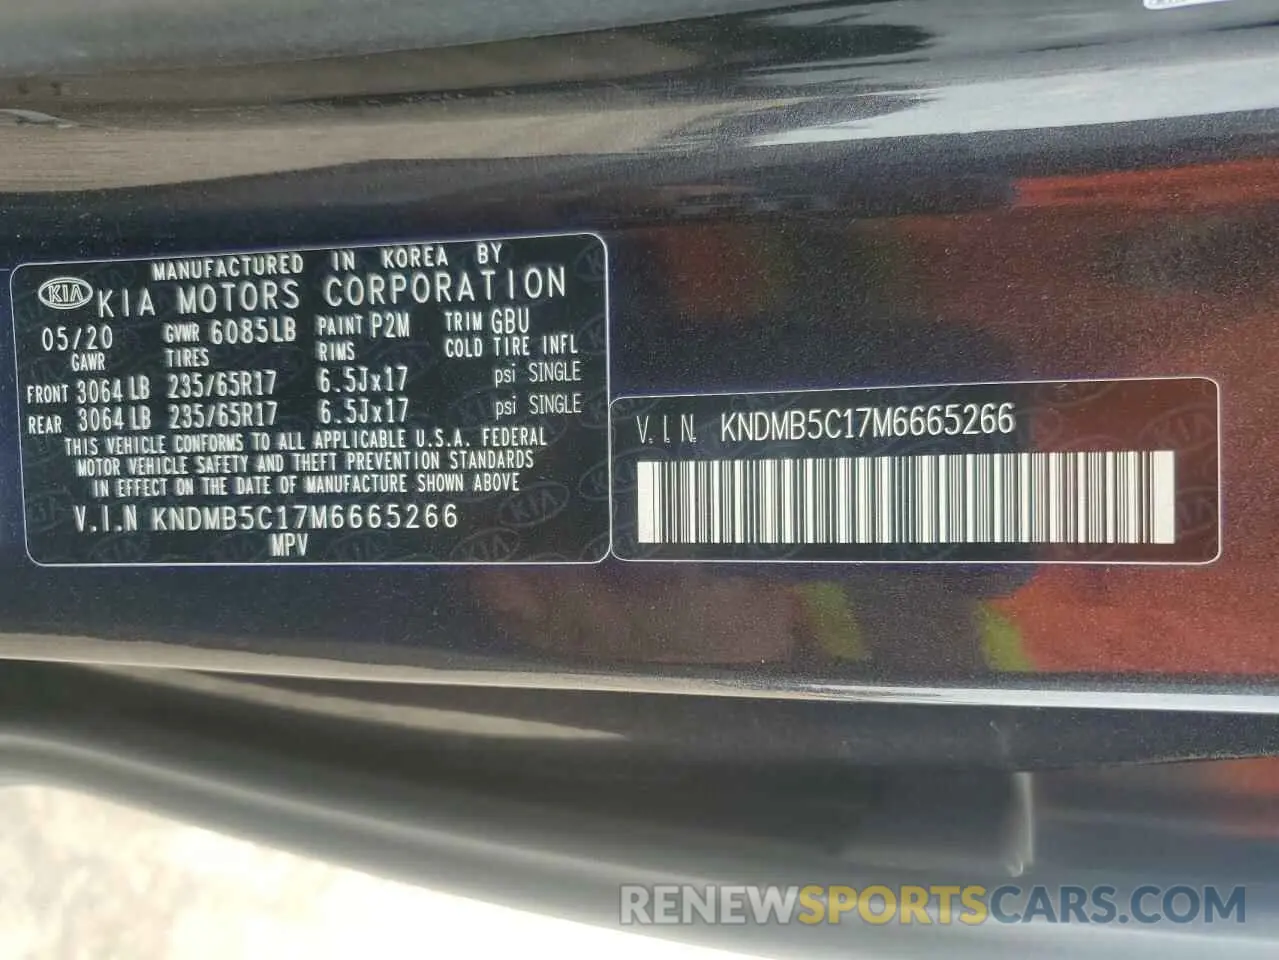 MANUFACTURED IN KOREA BY
KIA KIA MOTORS CORPORATION
05/20 GVWR 6085LB PAINT P2M TRIM GBU
GAWR TIRES RIMS COLD TIRE INFL
FRONT 3064 LB 235/65R17 6.5Jx17 psi SINGLE
REAR 3064 LB 235/65R17 6.5Jx17 psi SINGLE
THIS VEHICLE CONFORMS TO ALL APPLICABLE U.S.A. FEDERAL
MOTOR VEHICLE SAFETY AND THEFT PREVENTION STANDARDS
IN EFFECT ON THE DATE OF MANUFACTURE SHOWN ABOVE
V.I.N KNDMB5C17M6665266
MPV
V.I.N. KNDMB5C17M6665266
RENEWSPORTSCARS.COM